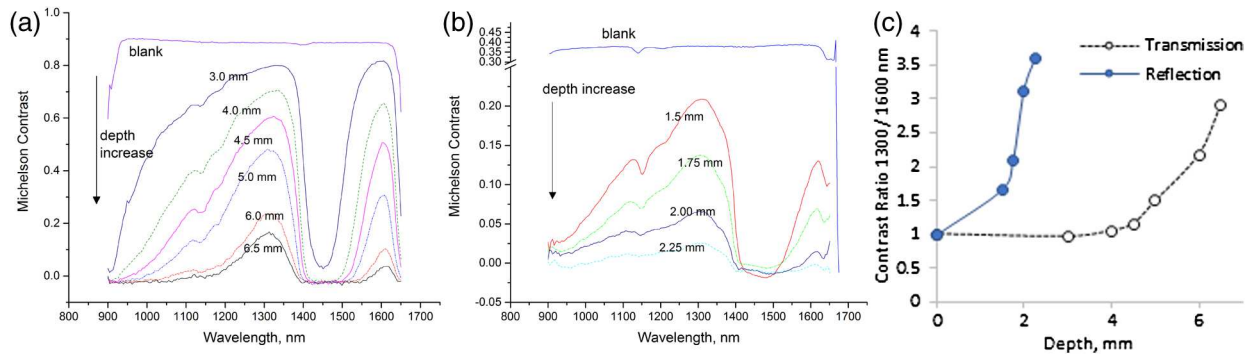 (a)
Michelson Contrast
1.0
0.8
0.6
0.4
0.2
0.0
blank
depth
increase
3.0 mm
4.0 mm
4.5 mm
5.0 mm
6.0 mm
6.5 mm
800 900 1000 1100 1200 1300 1400 1500 1600 1700
Wavelength, nm
(b)
Michelson Contrast
0.45
0.40
0.35
0.30
0.20
0.15
0.10
0.05
0.00
-0.05
blank
depth increase
1.5 mm
1.75 mm
2.00 mm
2.25 mm
800 900 1000 1100 1200 1300 1400 1500 1600 1700
Wavelength, nm
(c)
Contrast Ratio 1300/ 1600 nm
4
3.5
3
2.5
2
1.5
1
0.5
0
Transmission
Reflection
0 2 4 6
Depth, mm